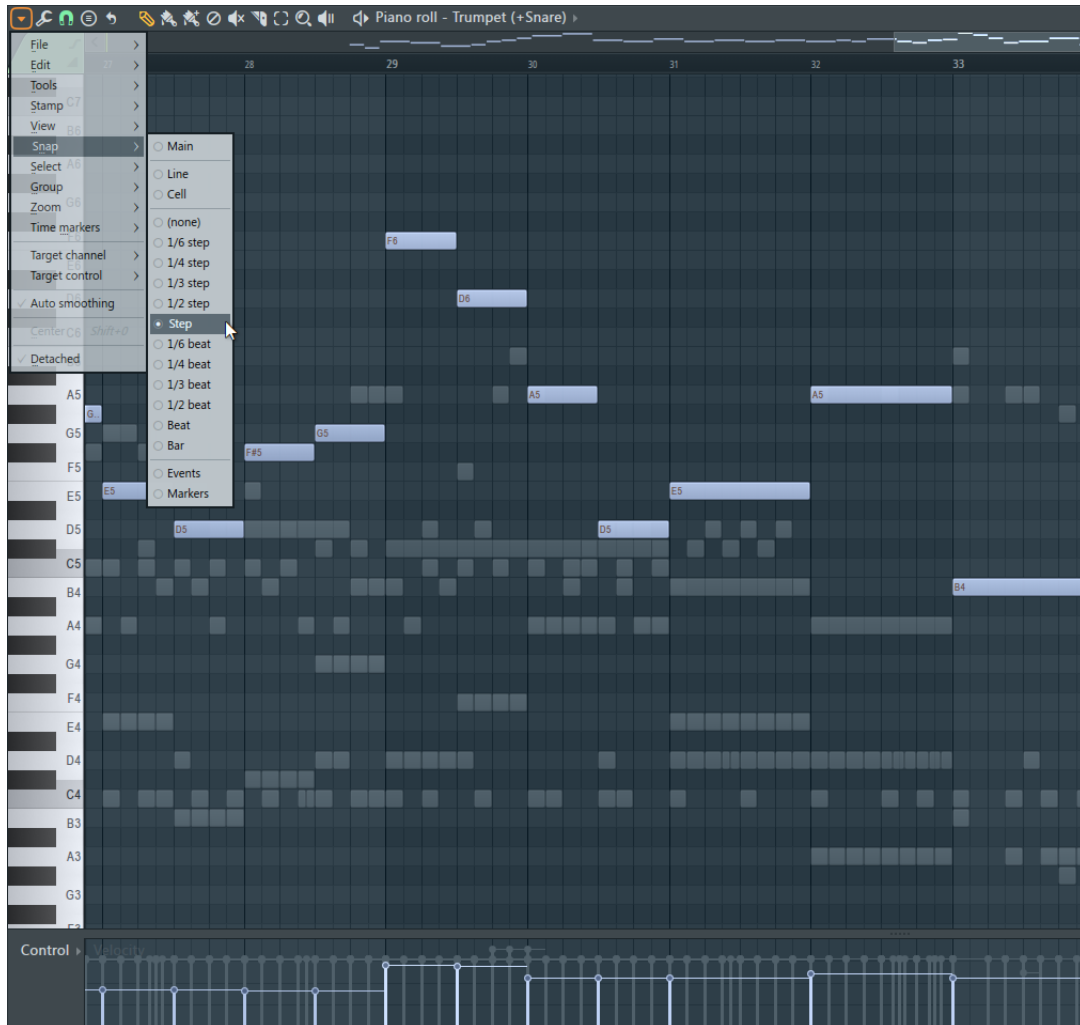 Piano roll - Trumpet (+Snare)
27 28 29 30 31 32 33
File
Edit
Tools
Stamp
View
Snap
Select
Group
Zoom
Time markers
Target channel
Target control
Auto smoothing
Center Shift+0
Detached
Main
Line
Cell
(none)
1/6 step
1/4 step
1/3 step
1/2 step
Step
1/6 beat
1/4 beat
1/3 beat
1/2 beat
Beat
Bar
Events
Markers
C7
B6
A6
G6
F6
E6
D6
C6
A5
G5
F5
E5
D5
C5
B4
A4
G4
F4
E4
D4
C4
B3
A3
G3
F3
F6
D6
A5
A5
G..
G5
F#5
E5
E5
D5
D5
B4
Control Velocity